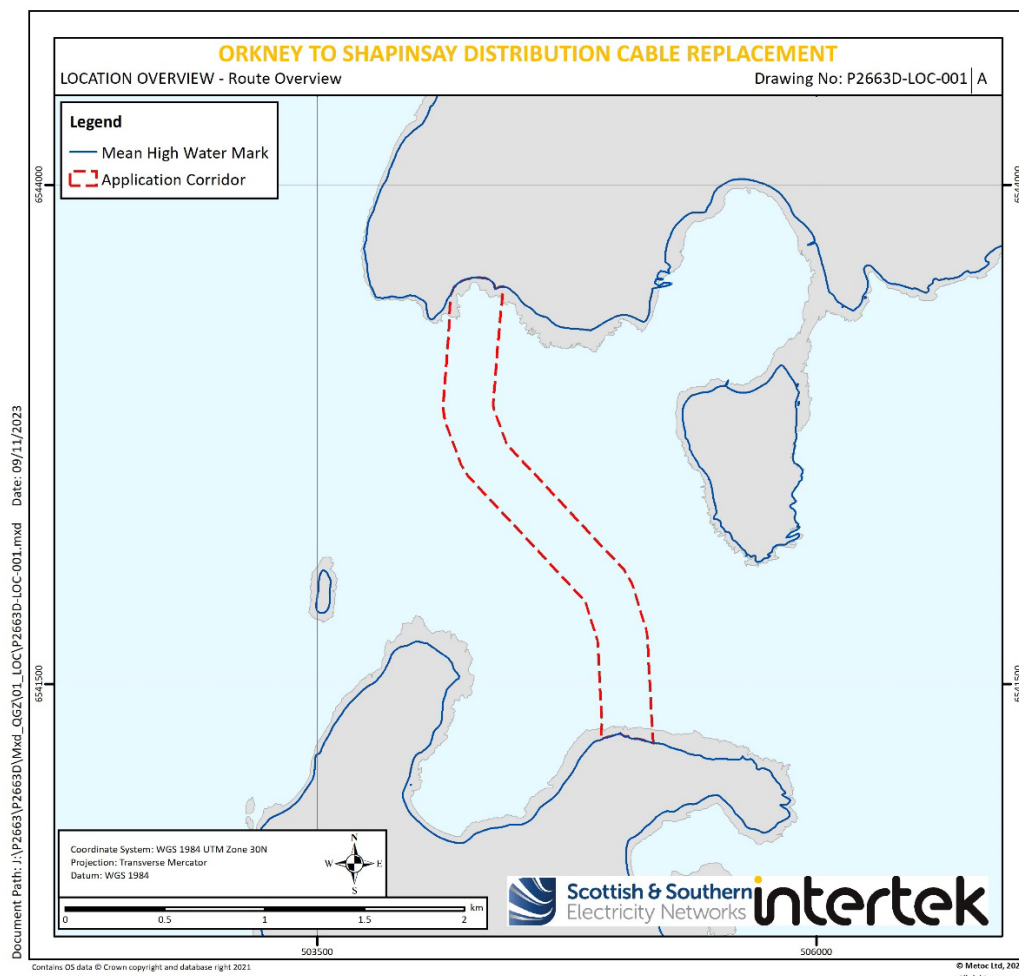 ORKNEY TO SHAPINSAY DISTRIBUTION CABLE REPLACEMENT
LOCATION OVERVIEW - Route Overview
Drawing No: P2663D-LOC-001 A
Legend
Mean High Water Mark
Application Corridor
6544000
6544000
6541500
6541500
Document Path: J:\P2663\P2663D\Mxd_QGZ\01_LOC\P2663D-LOC-001.mxd Date: 09/11/2023
Coordinate System: WGS 1984 UTM Zone 30N
Projection: Transverse Mercator
Datum: WGS 1984
N
W E
S
km
0 0.5 1 1.5 2
Scottish & Southern
Electricity Networks
intertek
503500
506000
Contains OS data © Crown copyright and database right 2021
© Metoc Ltd, 202